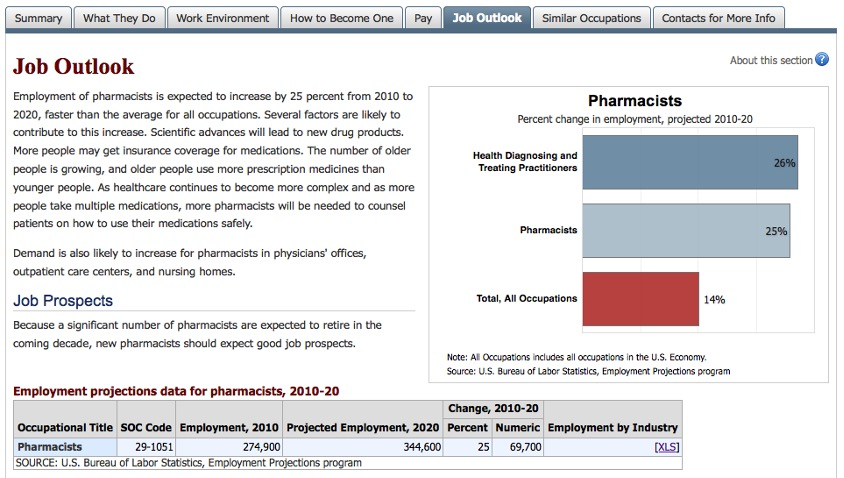 Summary What They Do Work Environment How to Become One Pay Job Outlook Similar Occupations Contacts for More Info
Job Outlook
About this section ?
Employment of pharmacists is expected to increase by 25 percent from 2010 to
2020, faster than the average for all occupations. Several factors are likely to
contribute to this increase. Scientific advances will lead to new drug products.
More people may get insurance coverage for medications. The number of older
people is growing, and older people use more prescription medicines than
younger people. As healthcare continues to become more complex and as more
people take multiple medications, more pharmacists will be needed to counsel
patients on how to use their medications safely.
Demand is also likely to increase for pharmacists in physicians' offices,
outpatient care centers, and nursing homes.
Job Prospects
Because a significant number of pharmacists are expected to retire in the
coming decade, new pharmacists should expect good job prospects.
Pharmacists
Percent change in employment, projected 2010-20
Health Diagnosing and
Treating Practitioners
26%
Pharmacists
25%
Total, All Occupations
14%
Note: All Occupations includes all occupations in the U.S. Economy.
Source: U.S. Bureau of Labor Statistics, Employment Projections program
Employment projections data for pharmacists, 2010-20
Change, 2010-20
Occupational Title SOC Code Employment, 2010 Projected Employment, 2020 Percent Numeric Employment by Industry
Pharmacists 29-1051 274,900 344,600 25 69,700 [XLS]
SOURCE: U.S. Bureau of Labor Statistics, Employment Projections program